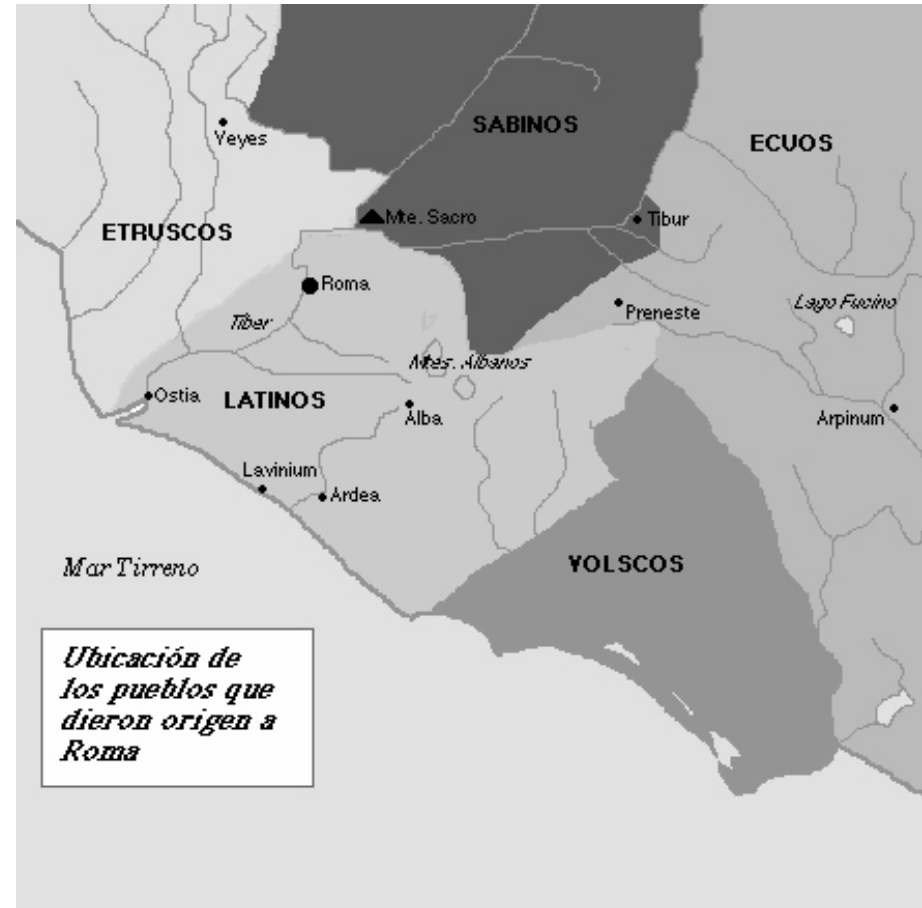 SABINOS
Veyes
ECUOS
ETRUSCOS
Mte. Sacro
Tibur
Roma
Preneste
Lago Fucino
Tiber
Mtes. Albanos
Ostia
LATINOS
Alba
Arpinum
Lavinium
Ardea
Mar Tirreno
VOLSCOS
Ubicación de
los pueblos que
dieron origen a
Roma